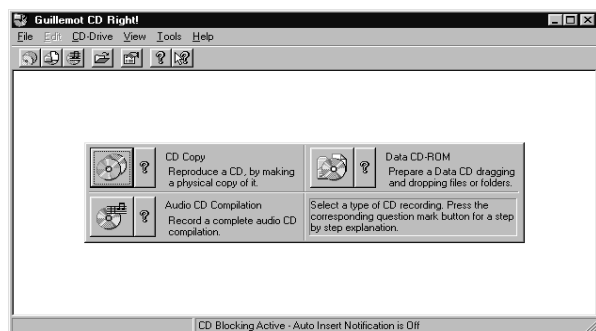 Guillemot CD Right!
File Edit CD-Drive View Tools Help
CD Copy
Reproduce a CD, by making
a physical copy of it.
Data CD-ROM
Prepare a Data CD dragging
and dropping files or folders.
Audio CD Compilation
Record a complete audio CD
compilation.
Select a type of CD recording. Press the
corresponding question mark button for a step
by step explanation.
CD Blocking Active - Auto Insert Notification is Off